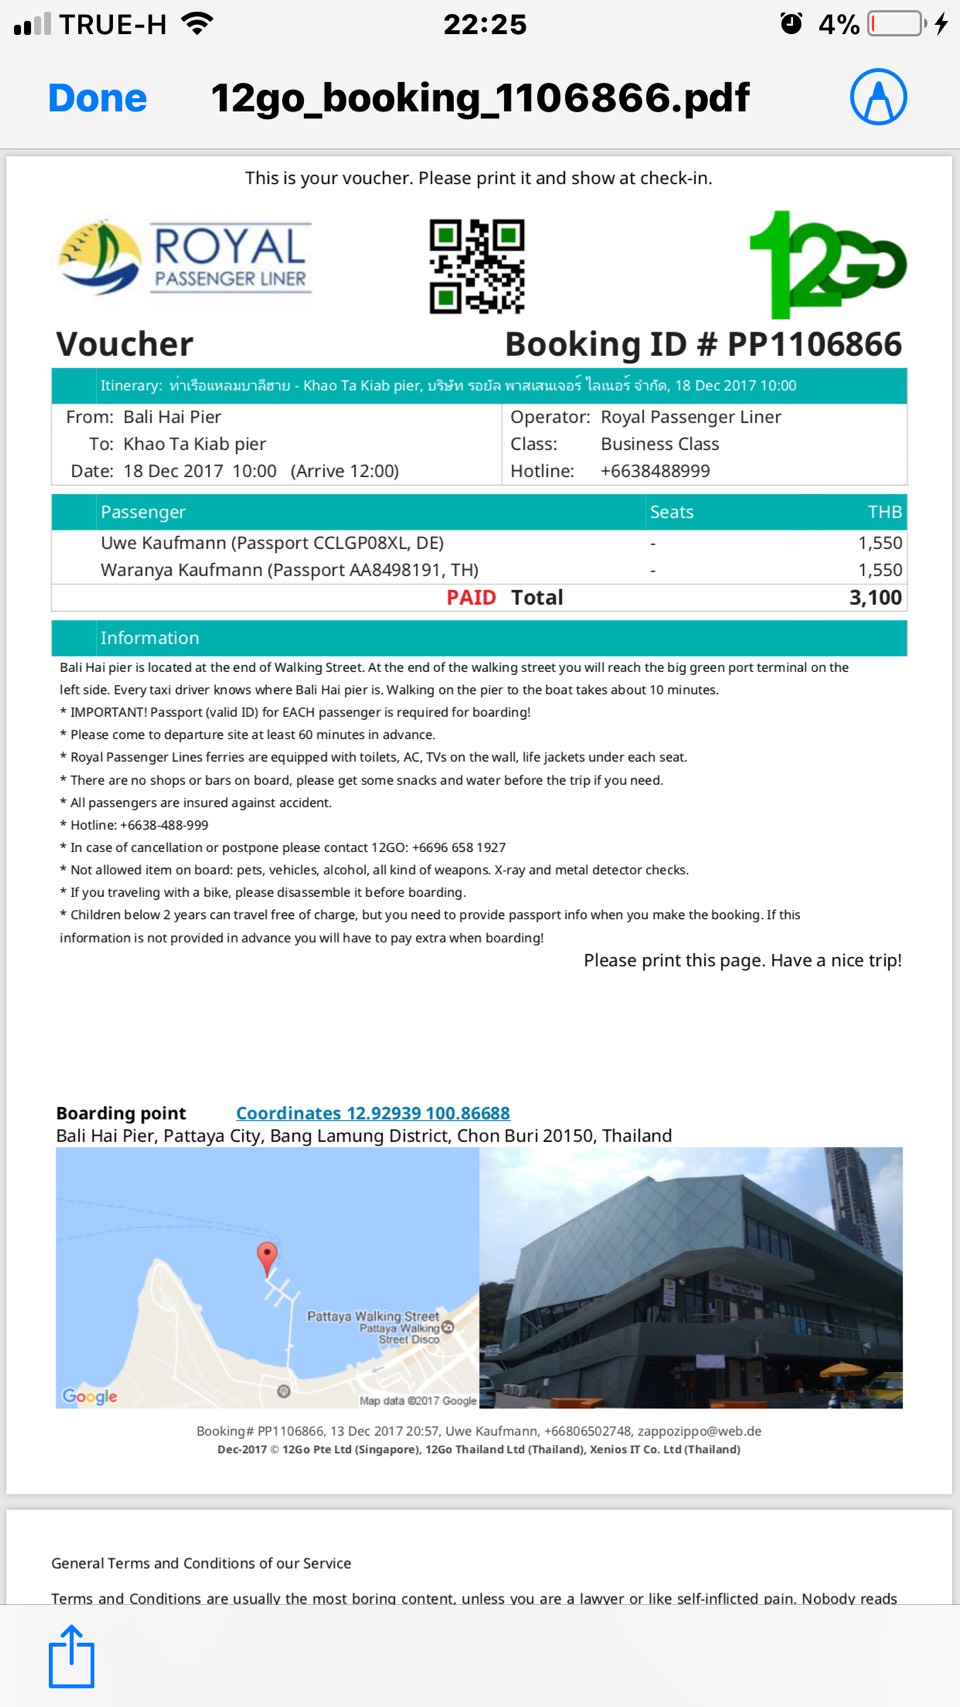 TRUE-H 22:25 4%
Done 12go_booking_1106866.pdf
This is your voucher. Please print it and show at check-in.
ROYAL
PASSENGER LINER
12GO
Voucher Booking ID # PP1106866
Itinerary: ท่าเรือแหลมบาลีฮาย - Khao Ta Kiab pier, บริษัท รอยัล พาสเสนเจอร์ ไลเนอร์ จำกัด, 18 Dec 2017 10:00
From: Bali Hai Pier Operator: Royal Passenger Liner
To: Khao Ta Kiab pier Class: Business Class
Date: 18 Dec 2017 10:00 (Arrive 12:00) Hotline: +6638488999
Passenger Seats THB
Uwe Kaufmann (Passport CCLGP08XL, DE) - 1,550
Waranya Kaufmann (Passport AA8498191, TH) - 1,550
PAID Total 3,100
Information
Bali Hai pier is located at the end of Walking Street. At the end of the walking street you will reach the big green port terminal on the
left side. Every taxi driver knows where Bali Hai pier is. Walking on the pier to the boat takes about 10 minutes.
* IMPORTANT! Passport (valid ID) for EACH passenger is required for boarding!
* Please come to departure site at least 60 minutes in advance.
* Royal Passenger Lines ferries are equipped with toilets, AC, TVs on the wall, life jackets under each seat.
* There are no shops or bars on board, please get some snacks and water before the trip if you need.
* All passengers are insured against accident.
* Hotline: +6638-488-999
* In case of cancellation or postpone please contact 12GO: +6696 658 1927
* Not allowed item on board: pets, vehicles, alcohol, all kind of weapons. X-ray and metal detector checks.
* If you traveling with a bike, please disassemble it before boarding.
* Children below 2 years can travel free of charge, but you need to provide passport info when you make the booking. If this
information is not provided in advance you will have to pay extra when boarding!
Please print this page. Have a nice trip!
Boarding point Coordinates 12.92939 100.86688
Bali Hai Pier, Pattaya City, Bang Lamung District, Chon Buri 20150, Thailand
Pattaya Walking Street
Pattaya Walking
Street Disco
Google Map data ©2017 Google
Booking# PP1106866, 13 Dec 2017 20:57, Uwe Kaufmann, +66806502748, zappozippo@web.de
Dec-2017 © 12Go Pte Ltd (Singapore), 12Go Thailand Ltd (Thailand), Xenios IT Co. Ltd (Thailand)
General Terms and Conditions of our Service
Terms and Conditions are usually the most boring content, unless you are a lawyer or like self-inflicted pain. Nobody reads